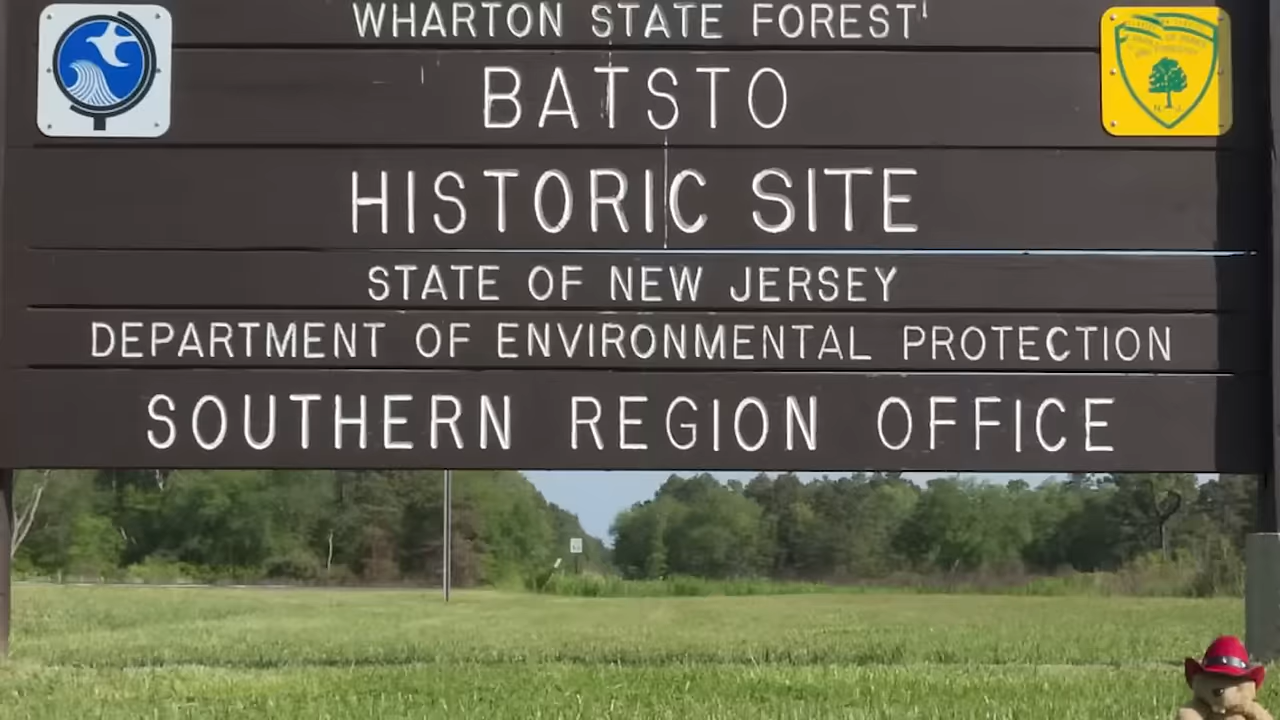 WHARTON STATE FOREST
BATSTO
HISTORIC SITE
STATE OF NEW JERSEY
DEPARTMENT OF ENVIRONMENTAL PROTECTION
SOUTHERN REGION OFFICE
N. J.